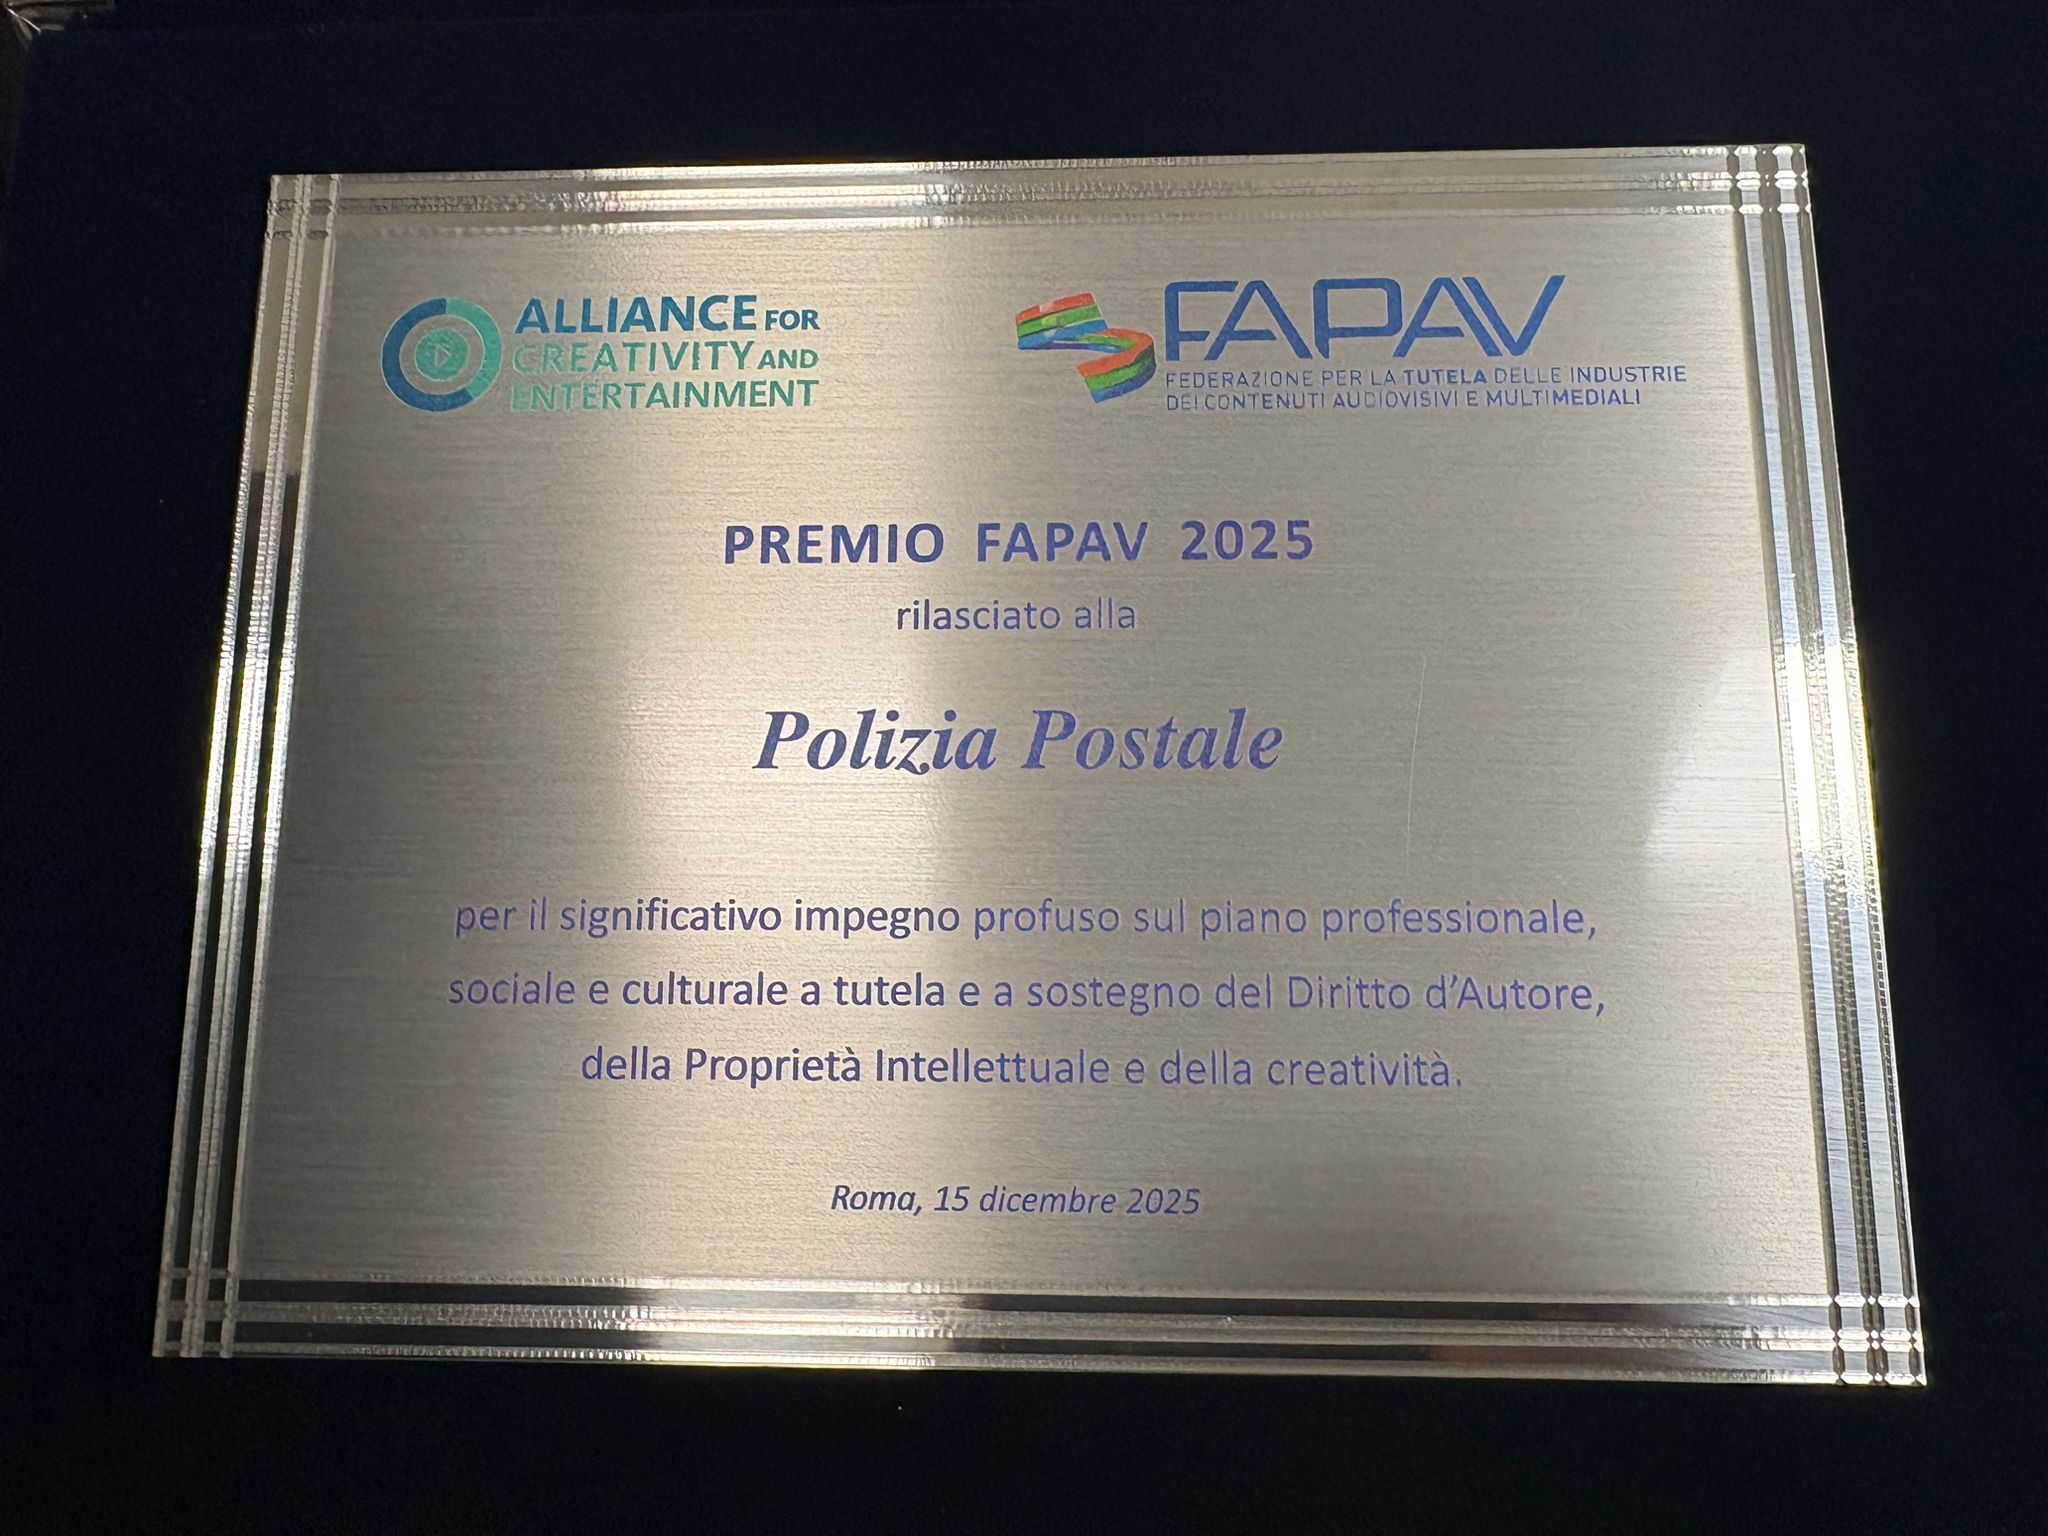 ALLIANCE FOR
CREATIVITY AND
ENTERTAINMENT
FAPAV
FEDERAZIONE PER LA TUTELA DELLE INDUSTRIE
DEI CONTENUTI AUDIOVISIVI E MULTIMEDIALI
PREMIO FAPAV 2025
rilasciato alla
Polizia Postale
per il significativo impegno profuso sul piano professionale,
sociale e culturale a tutela e a sostegno del Diritto d'Autore,
della Proprietà Intellettuale e della creatività.
Roma, 15 dicembre 2025